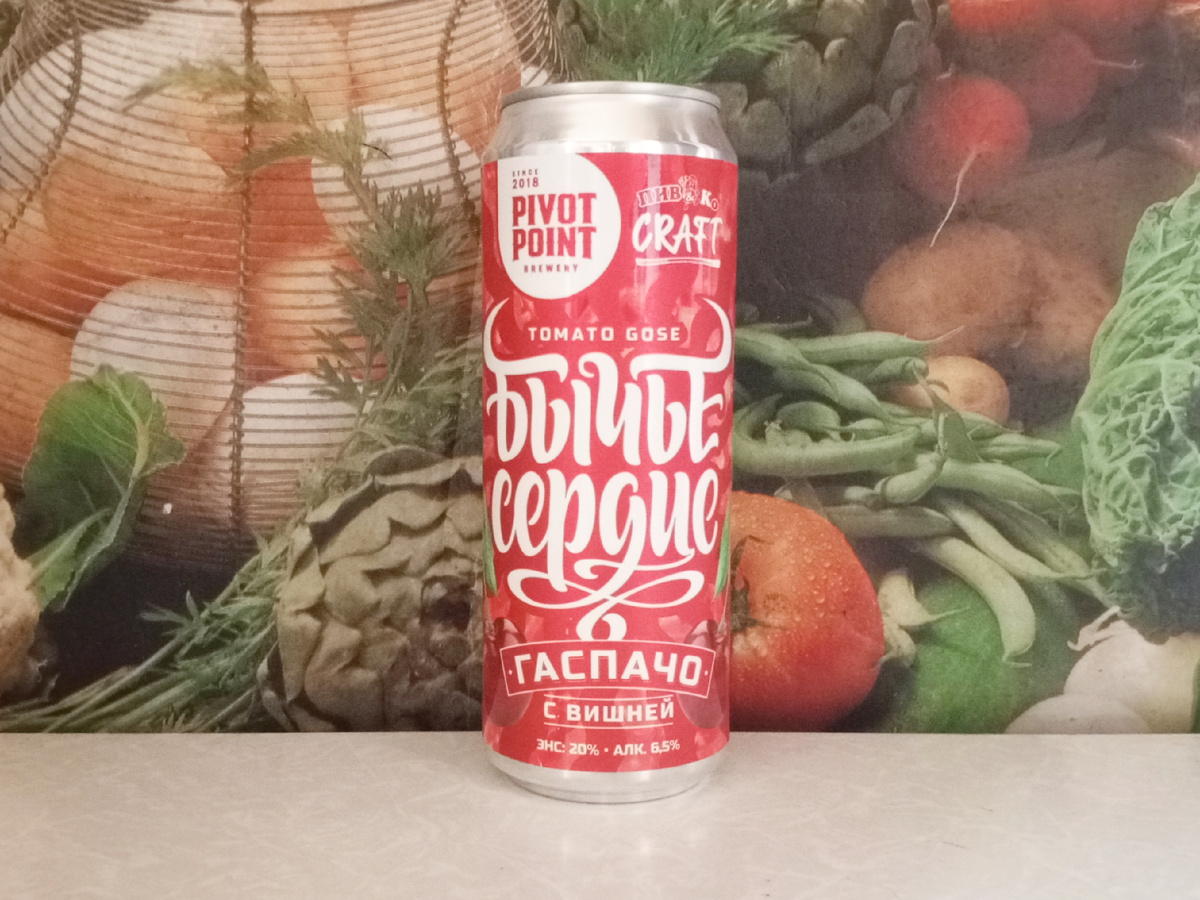 SINCE
2018
PIVOT
POINT
BREWERY
ПИВ & Ко
CRAFT
TOMATO GOSE
Бычье
сердце
ГАСПАЧО
С ВИШНЕЙ
ЭНС: 20% • АЛК. 6,5%